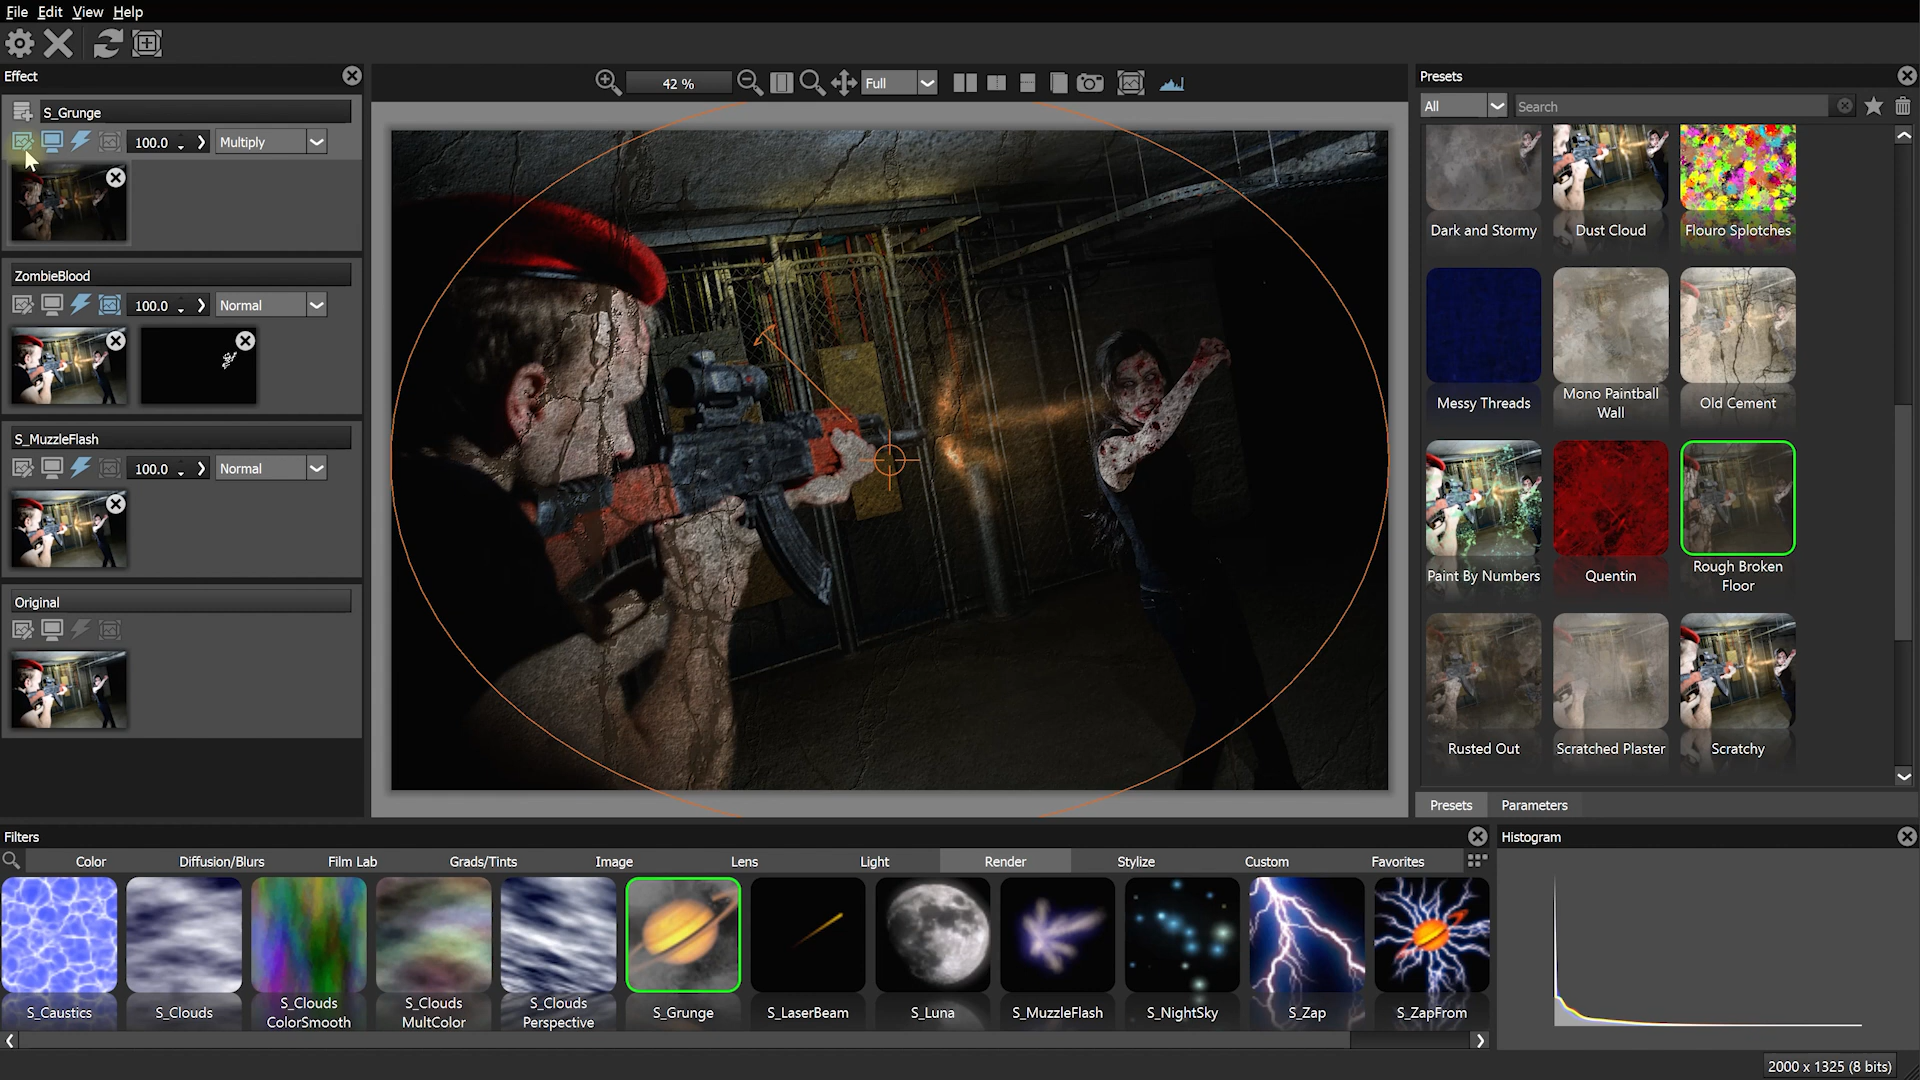 File Edit View Help
Effect
S_Grunge
100.0 Multiply
ZombieBlood
100.0 Normal
S_MuzzleFlash
100.0 Normal
Original
42 %
Full
Presets
All
Search
Dark and Stormy
Dust Cloud
Flouro Splotches
Messy Threads
Mono Paintball
Wall
Old Cement
Paint By Numbers
Quentin
Rough Broken
Floor
Rusted Out
Scratched Plaster
Scratchy
Presets Parameters
Filters
Color Diffusion/Blurs Film Lab Grads/Tints Image Lens Light Render Stylize Custom Favorites
S_Caustics
S_Clouds
S_Clouds
ColorSmooth
S_Clouds
MultColor
S_Clouds
Perspective
S_Grunge
S_LaserBeam
S_Luna
S_MuzzleFlash
S_NightSky
S_Zap
S_ZapFrom
Histogram
2000 x 1325 (8 bits)